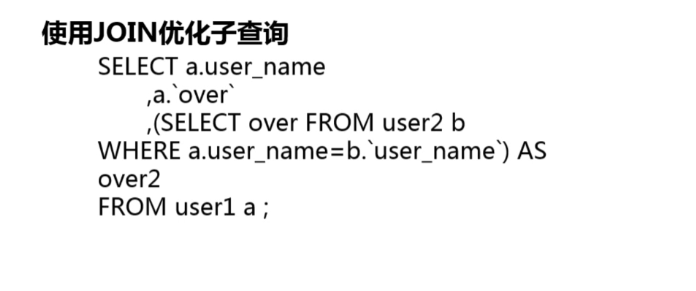 使用JOIN优化子查询
SELECT a.user_name
,a.`over`
,(SELECT over FROM user2 b
WHERE a.user_name=b.`user_name`) AS
over2
FROM user1 a ;